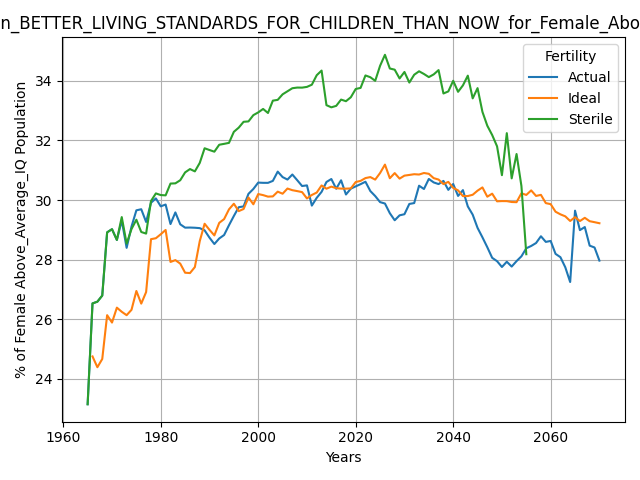 n_BETTER_LIVING_STANDARDS_FOR_CHILDREN_THAN_NOW_for_Female_Abo
Fertility
Actual
Ideal
Sterile
% of Female Above_Average_IQ Population
34
32
30
28
26
24
1960 1980 2000 2020 2040 2060
Years